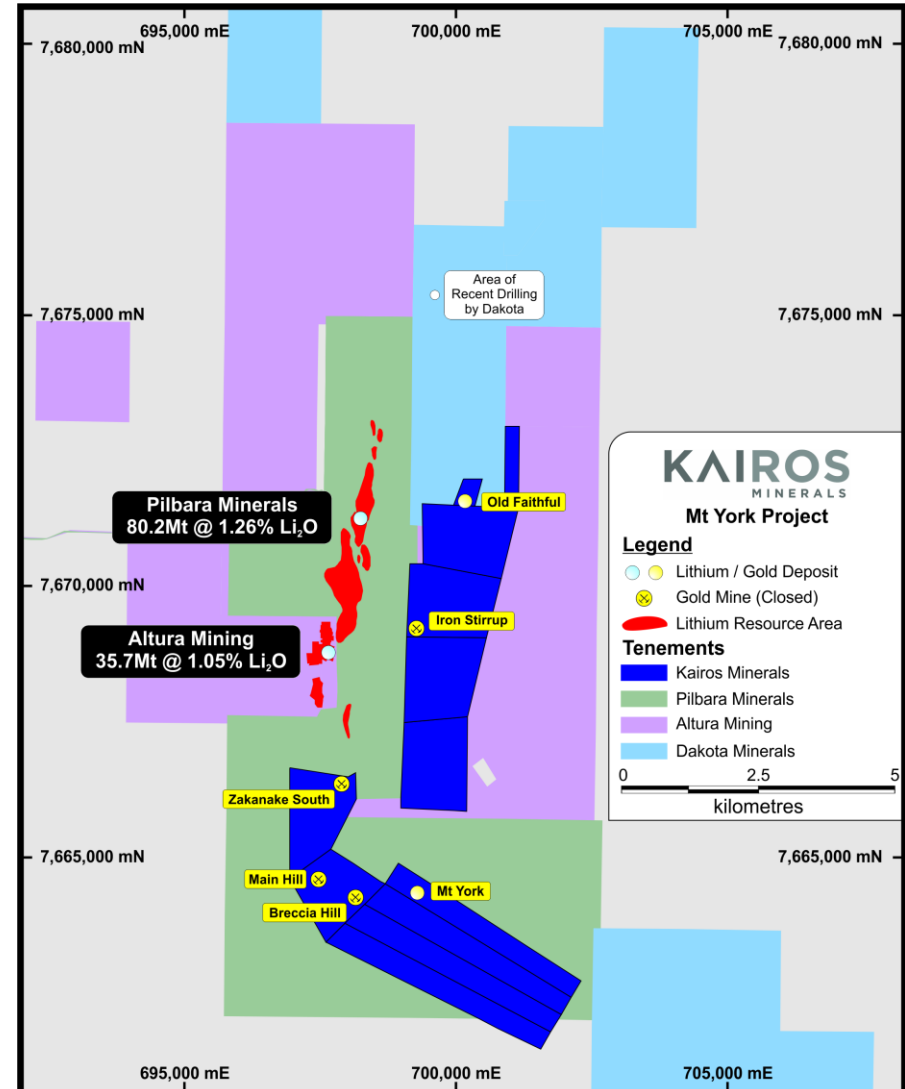 695,000 mE
700,000 mE
705,000 mE
7,680,000 mN
7,680,000 mN
Area of
Recent Drilling
by Dakota
7,675,000 mN
7,675,000 mN
KAIROS
MINERALS
Mt York Project
Legend
Lithium / Gold Deposit
Gold Mine (Closed)
Lithium Resource Area
Tenements
Kairos Minerals
Pilbara Minerals
Altura Mining
Dakota Minerals
0 2.5 5
kilometres
Pilbara Minerals
80.2Mt @ 1.26% Li₂O
Old Faithful
7,670,000 mN
Iron Stirrup
Altura Mining
35.7Mt @ 1.05% Li₂O
Zakanake South
7,665,000 mN
7,665,000 mN
Main Hill
Mt York
Breccia Hill
695,000 mE
700,000 mE
705,000 mE